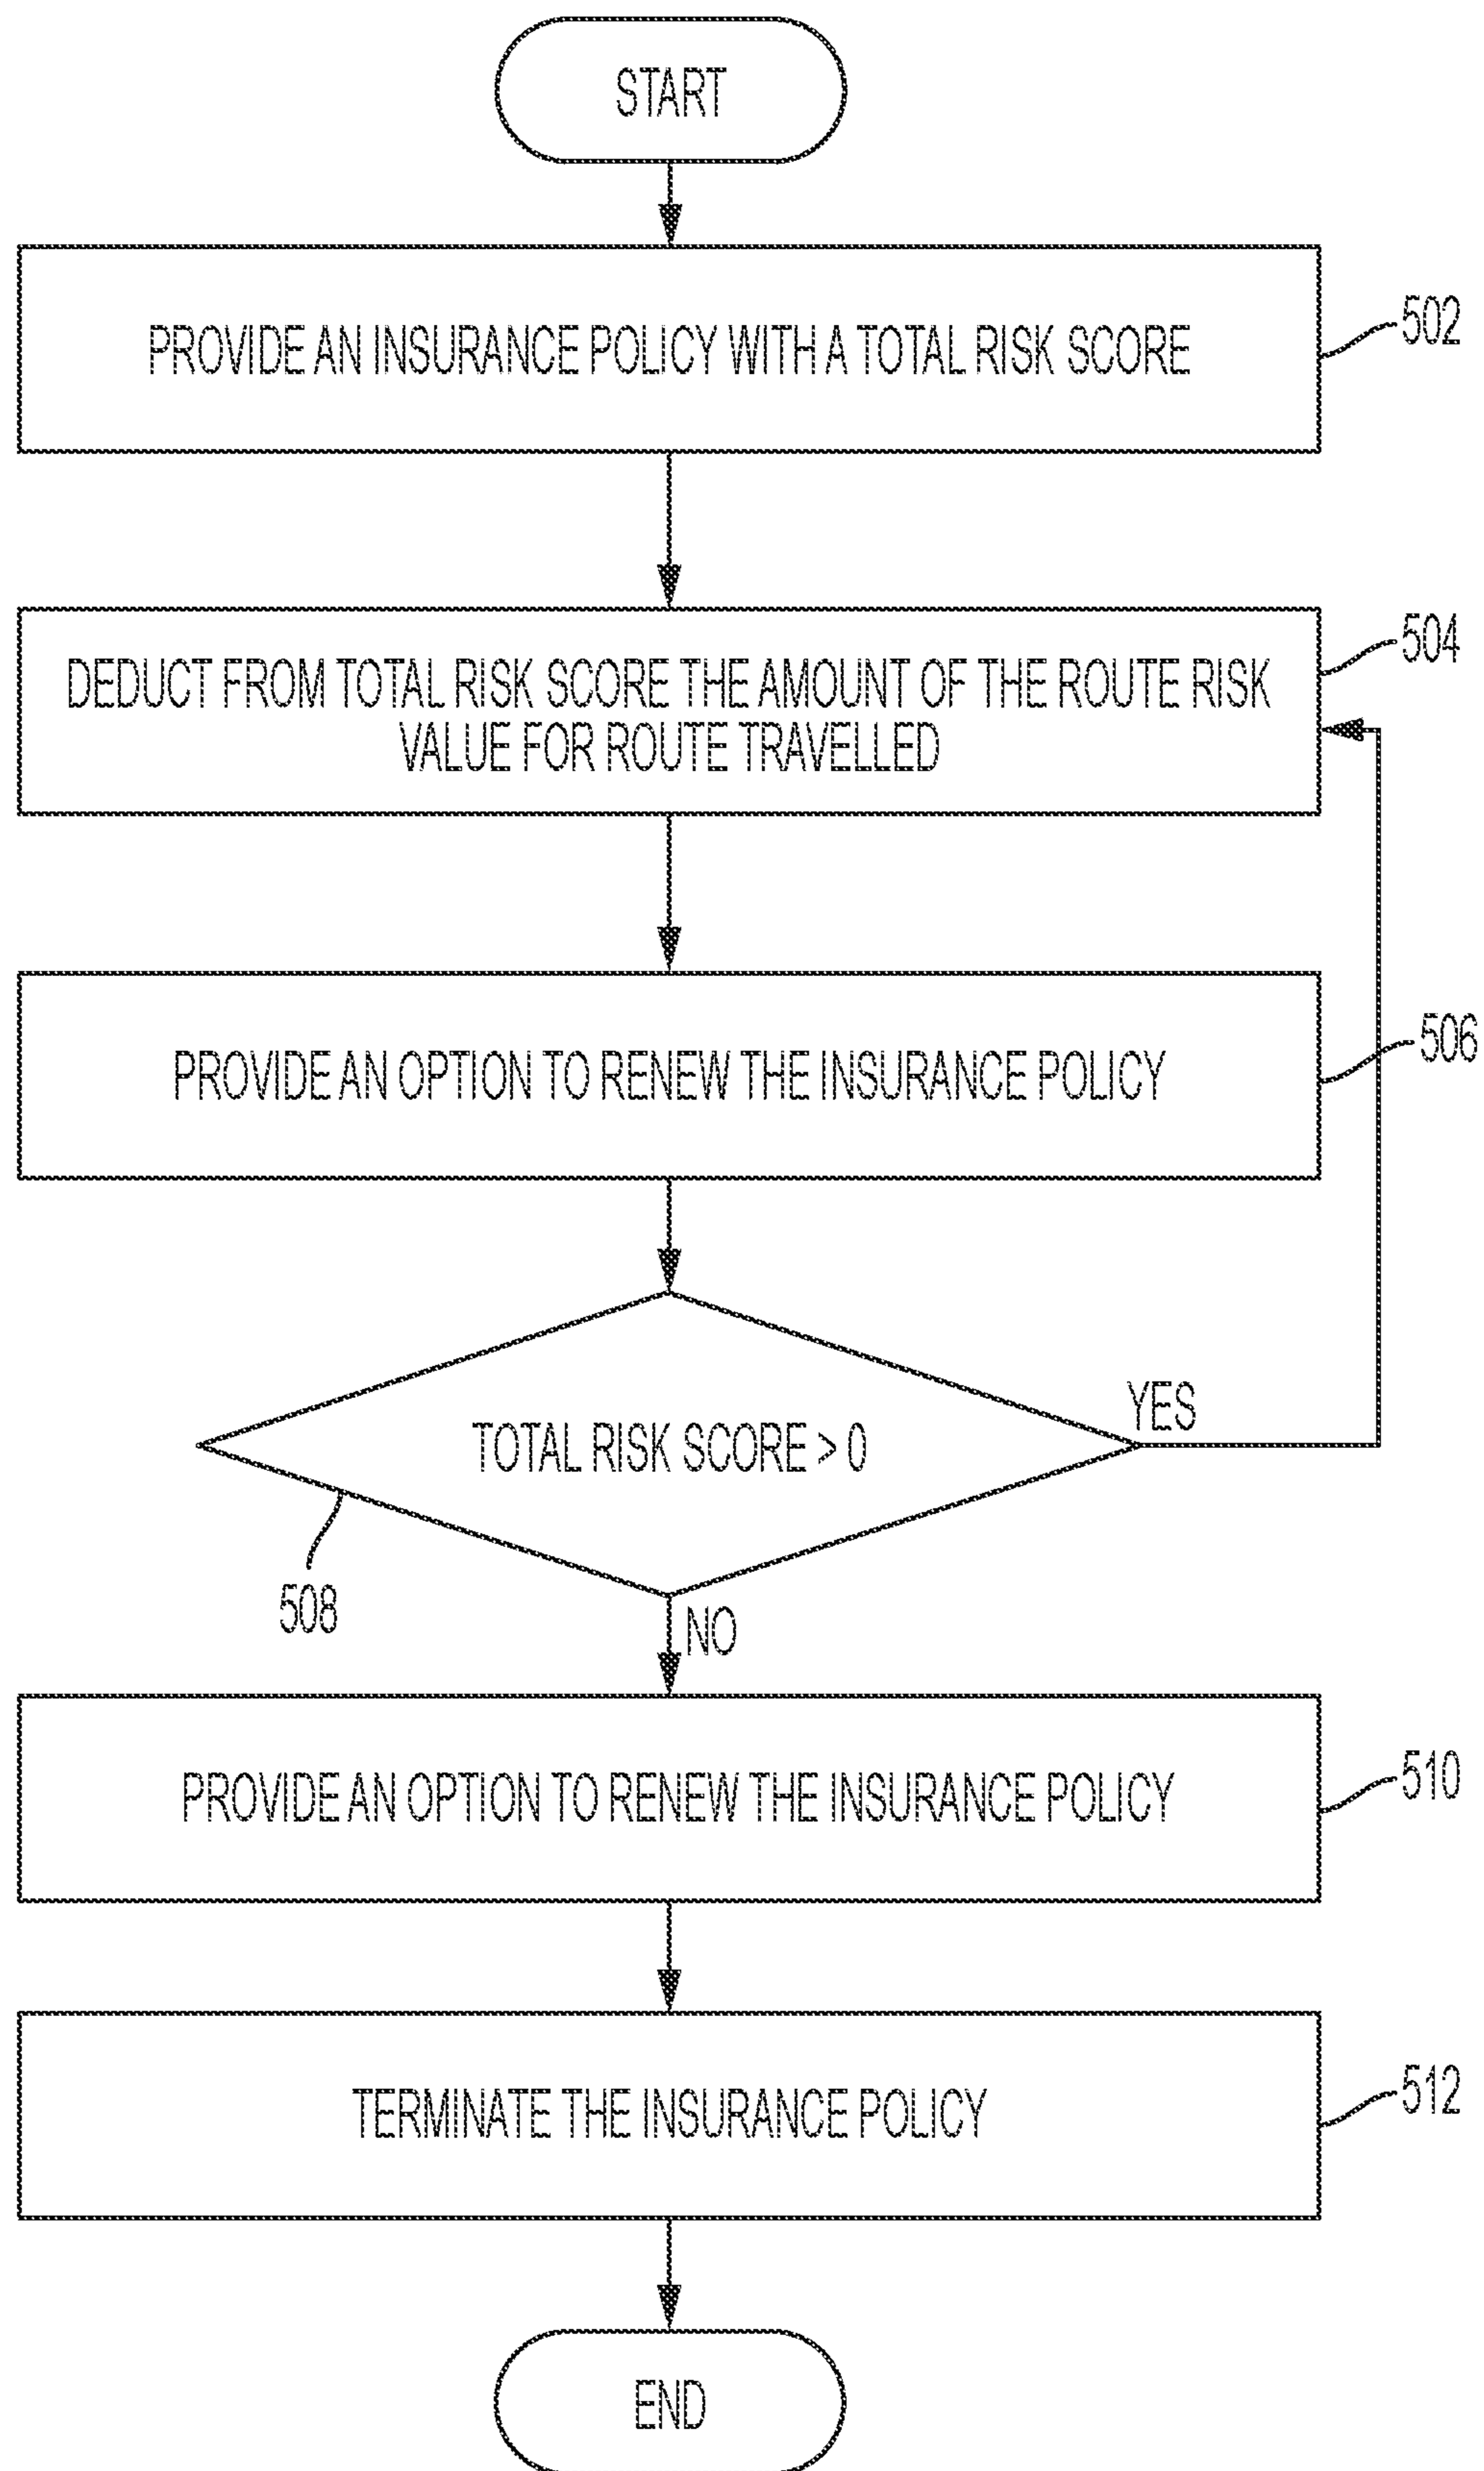 START
PROVIDE AN INSURANCE POLICY WITH A TOTAL RISK SCORE
502
DEDUCT FROM TOTAL RISK SCORE THE AMOUNT OF THE ROUTE RISK
VALUE FOR ROUTE TRAVELLED
504
PROVIDE AN OPTION TO RENEW THE INSURANCE POLICY
506
TOTAL RISK SCORE > 0
YES
508
NO
PROVIDE AN OPTION TO RENEW THE INSURANCE POLICY
510
TERMINATE THE INSURANCE POLICY
512
END